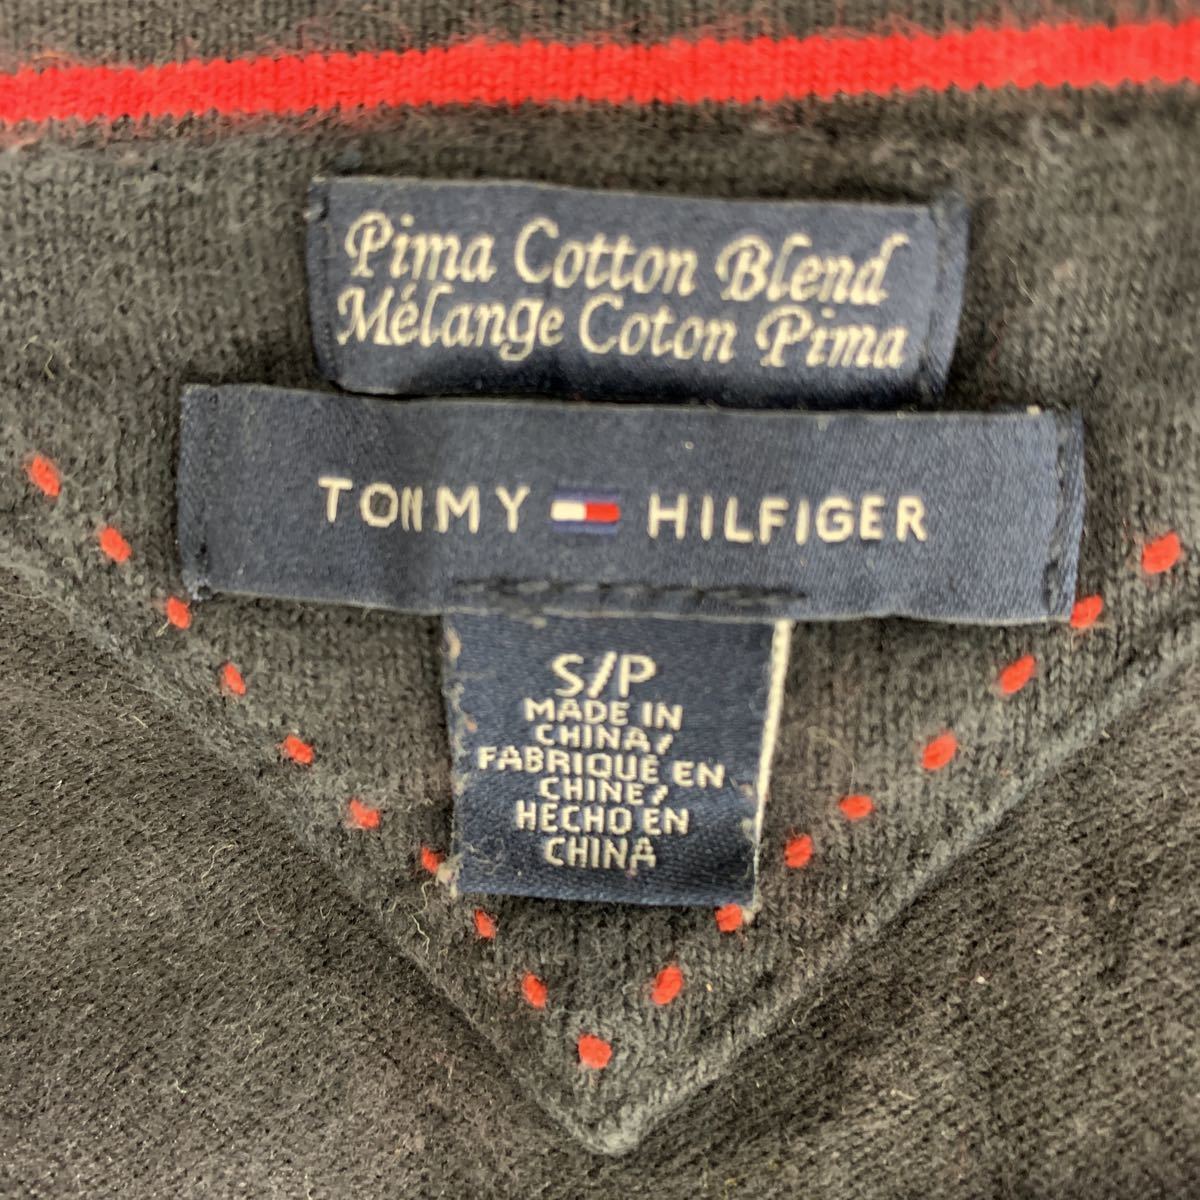 Pima Cotton Blend
Mélange Coton Pima
TOMMY HILFIGER
S/P
MADE IN
CHINA/
FABRIQUÉ EN
CHINE/
HECHO EN
CHINA